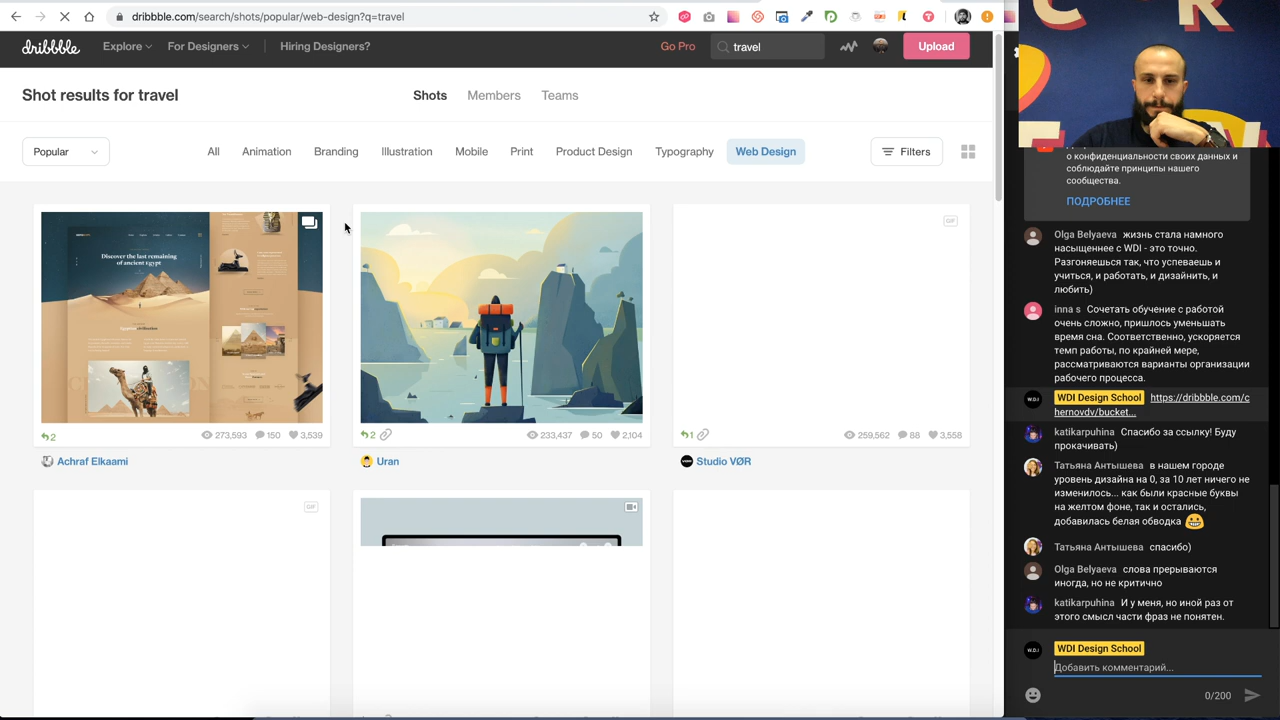 dribbble.com/search/shots/popular/web-design?q=travel
dribbble
Explore
For Designers
Hiring Designers?
Go Pro
travel
Upload
Shot results for travel
Shots
Members
Teams
Popular
All
Animation
Branding
Illustration
Mobile
Print
Product Design
Typography
Web Design
Filters
Discover the last remaining
of ancient Egypt
2
273,593
150
3,539
Achraf Elkaami
2
233,437
50
2,104
Uran
GIF
1
259,562
88
3,558
Studio VØR
GIF
о конфиденциальности своих данных и
соблюдайте принципы нашего
сообщества.
ПОДРОБНЕЕ
Olga Belyaeva жизнь стала намного
насыщеннее с WDI - это точно.
Разгоняешься так, что успеваешь и
учиться, и работать, и дизайнить, и
любить)
inna s Сочетать обучение с работой
очень сложно, пришлось уменьшать
время сна. Соответственно, ускоряется
темп работы, по крайней мере,
рассматриваются варианты организации
рабочего процесса.
WDI Design School https://dribbble.com/c
hernovdv/bucket...
katikarpuhina Спасибо за ссылку! Буду
прокачивать)
Татьяна Антышева в нашем городе
уровень дизайна на 0, за 10 лет ничего не
изменилось... как были красные буквы
на желтом фоне, так и остались,
добавилась белая обводка
Татьяна Антышева спасибо)
Olga Belyaeva слова прерываются
иногда, но не критично
katikarpuhina И у меня, но иной раз от
этого смысл части фраз не понятен.
WDI Design School
Добавить комментарий...
0/200